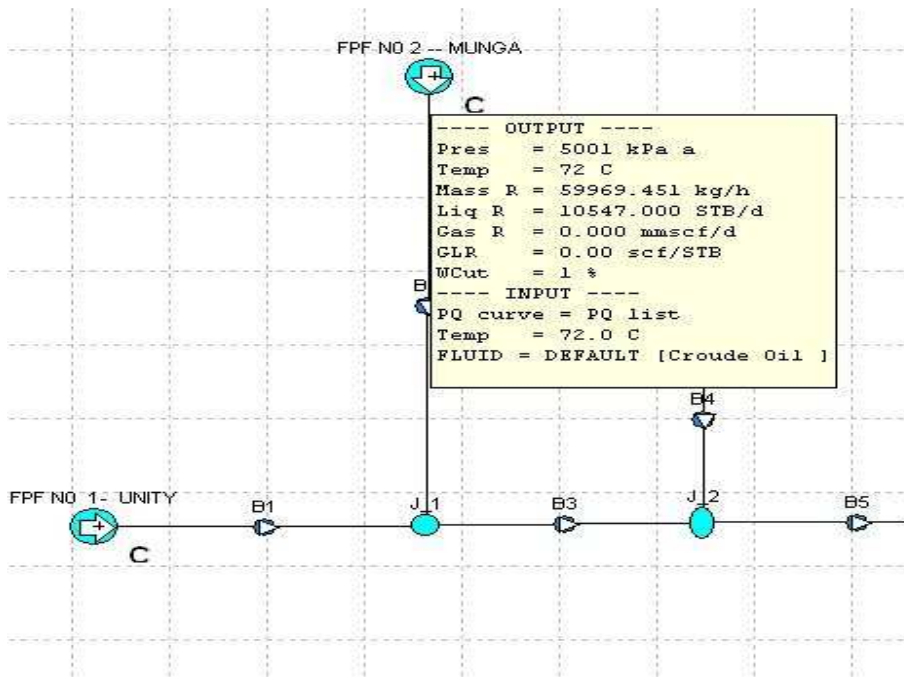 FPF N0 2 -- MUNGA
C
---- OUTPUT ----
Pres = 5001 kPa a
Temp = 72 C
Mass R = 59969.451 kg/h
Liq R = 10547.000 STB/d
Gas R = 0.000 mmscf/d
GLR = 0.00 scf/STB
WCut = 1 %
---- INPUT ----
PQ curve = PQ list
Temp = 72.0 C
FLUID = DEFAULT [Croude Oil ]
B
B4
FPF N0 1- UNITY
C
B1
J_1
B3
J_2
B5